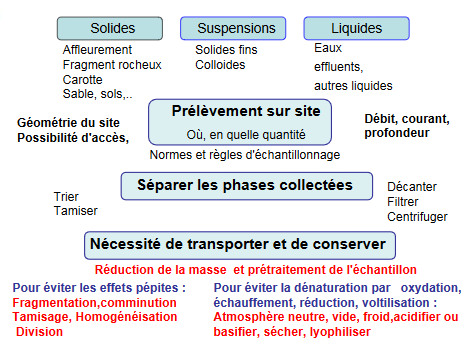 Solides
Suspensions
Liquides
Affleurement
Fragment rocheux
Carotte
Sable, sols,..
Solides fins
Colloides
Eaux
effluents,
autres liquides
Prélèvement sur site
Où, en quelle quantité
Géométrie du site
Possibilité d'accès,
Débit, courant,
profondeur
Normes et règles d'échantillonnage
Séparer les phases collectées
Trier
Tamiser
Décanter
Filtrer
Centrifuger
Nécessité de transporter et de conserver
Réduction de la masse et prétraitement de l'échantillon
Pour éviter les effets pépites :
Fragmentation,comminution
Tamisage, Homogénéisation
Division
Pour éviter la dénaturation par oxydation,
échauffement, réduction, voltilisation :
Atmosphère neutre, vide, froid,acidifier ou
basifier, sécher, lyophiliser